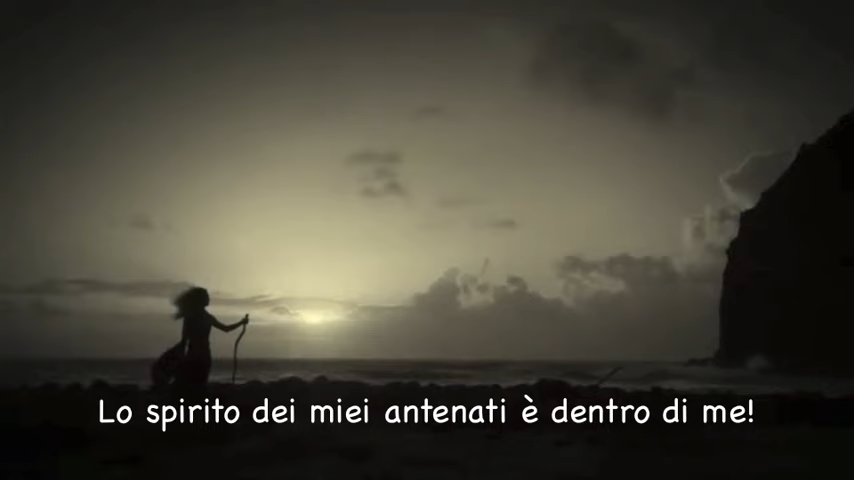 Lo spirito dei miei antenati è dentro di me!